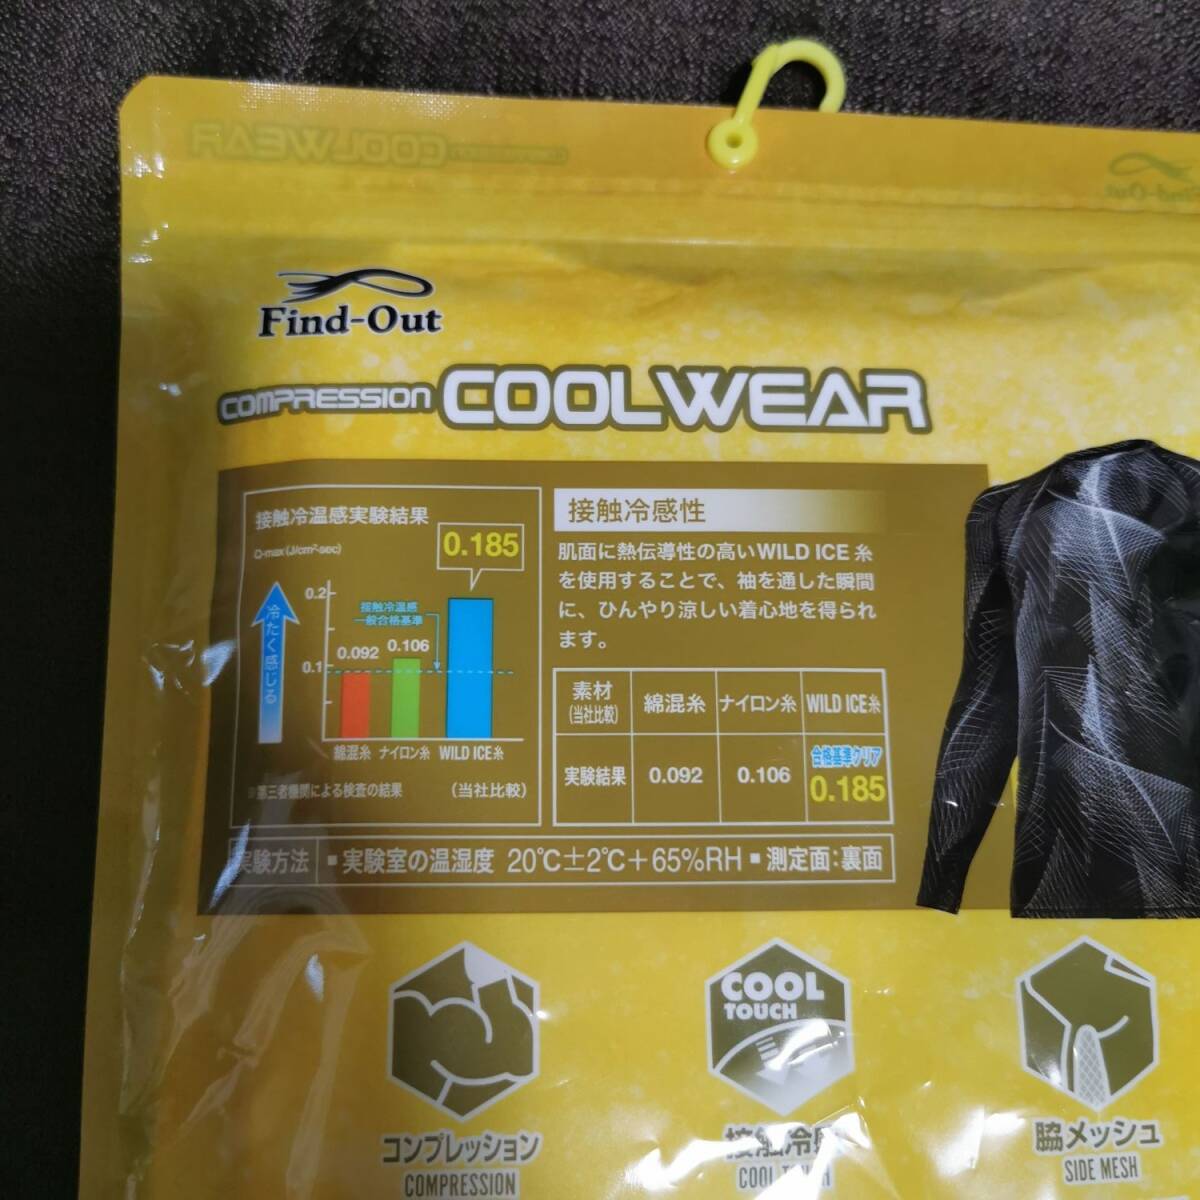 COOLWEAR
Find-Out
Find-Out
COMPRESSION COOLWEAR
接触冷温感実験結果
Q-max (J/cm²·sec)
0.185
冷たく感じる
0.2
0.1
接触冷温感
一般合格基準
0.092
0.106
綿混糸 ナイロン糸 WILD ICE糸
※第三者機関による検査の結果 (当社比較)
接触冷感性
肌面に熱伝導性の高いWILD ICE 糸
を使用することで、袖を通した瞬間
に、ひんやり涼しい着心地を得られ
ます。
素材
(当社比較)
綿混糸 ナイロン糸 WILD ICE糸
実験結果 0.092 0.106 合格基準クリア
0.185
実験方法 ■実験室の温湿度 20℃±2℃+65%RH ■測定面:裏面
COOL
TOUCH
コンプレッション
COMPRESSION
接触冷感
COOL TOUCH
脇メッシュ
SIDE MESH